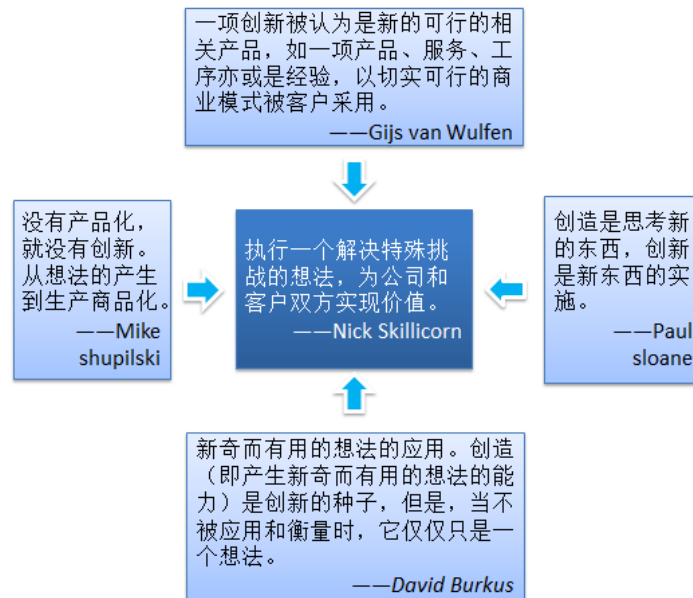 一项创新被认为是新的可行的相
关产品，如一项产品、服务、工
序亦或是经验，以切实可行的商
业模式被客户采用。
——Gijs van Wulfen
没有产品化，
就没有创新。
从想法的产生
到生产商品化。
——Mike
shupilski
执行一个解决特殊挑
战的想法，为公司和
客户双方实现价值。
——Nick Skillicorn
创造是思考新
的东西，创新
是新东西的实
施。
——Paul
sloane
新奇而有用的想法的应用。创造
（即产生新奇而有用的想法的能
力）是创新的种子，但是，当不
被应用和衡量时，它仅仅只是一
个想法。
——David Burkus